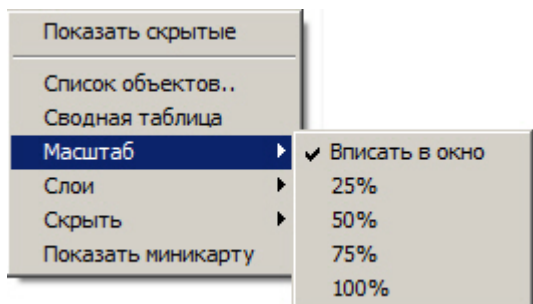 Показать скрытые
Список объектов..
Сводная таблица
Масштаб
Слои
Скрыть
Показать миникарту
Вписать в окно
25%
50%
75%
100%